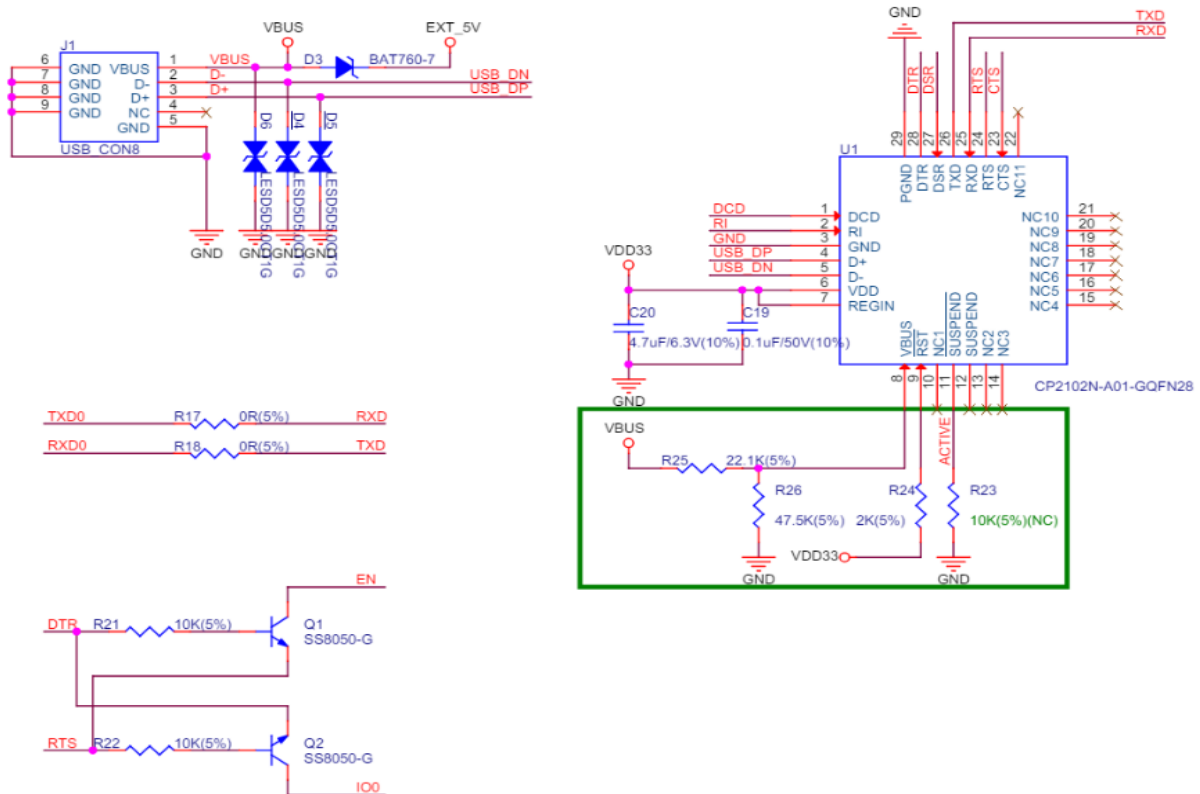 VBUS
EXT_5V
J1
VBUS
D3
BAT760-7
6 GND VBUS 1
7 GND D- 2 D- USB_DN
8 GND D+ 3 D+ USB_DP
9 GND NC 4
GND 5
USB_CON8
D6
D4
D5
LESD5D5.0CT1G
LESD5D5.0CT1G
LESD5D5.0CT1G
GND
GND
GND
GND
GND
TXD
RXD
DTR
DSR
RTS
CTS
29
28
27
26
25
24
23
22
U1
PGND
DTR
DSR
TXD
RXD
RTS
CTS
NC11
DCD 1 DCD
RI 2 RI
GND 3 GND
USB_DP 4 D+
USB_DN 5 D-
6 VDD
7 REGIN
NC10 21
NC9 20
NC8 19
NC7 18
NC6 17
NC5 16
NC4 15
VBUS
RST
NC1
SUSPEND
SUSPEND
NC2
NC3
8
9
10
11
12
13
14
CP2102N-A01-GQFN28
VDD33
C20
4.7uF/6.3V(10%)
C19
0.1uF/50V(10%)
GND
VBUS
R25 22.1K(5%)
R26
47.5K(5%)
GND
R24
2K(5%)
VDD33
ACTIVE
R23
10K(5%)(NC)
GND
TXD0 R17 0R(5%) RXD
RXD0 R18 0R(5%) TXD
EN
DTR R21 10K(5%)
Q1
SS8050-G
RTS R22 10K(5%)
Q2
SS8050-G
IO0